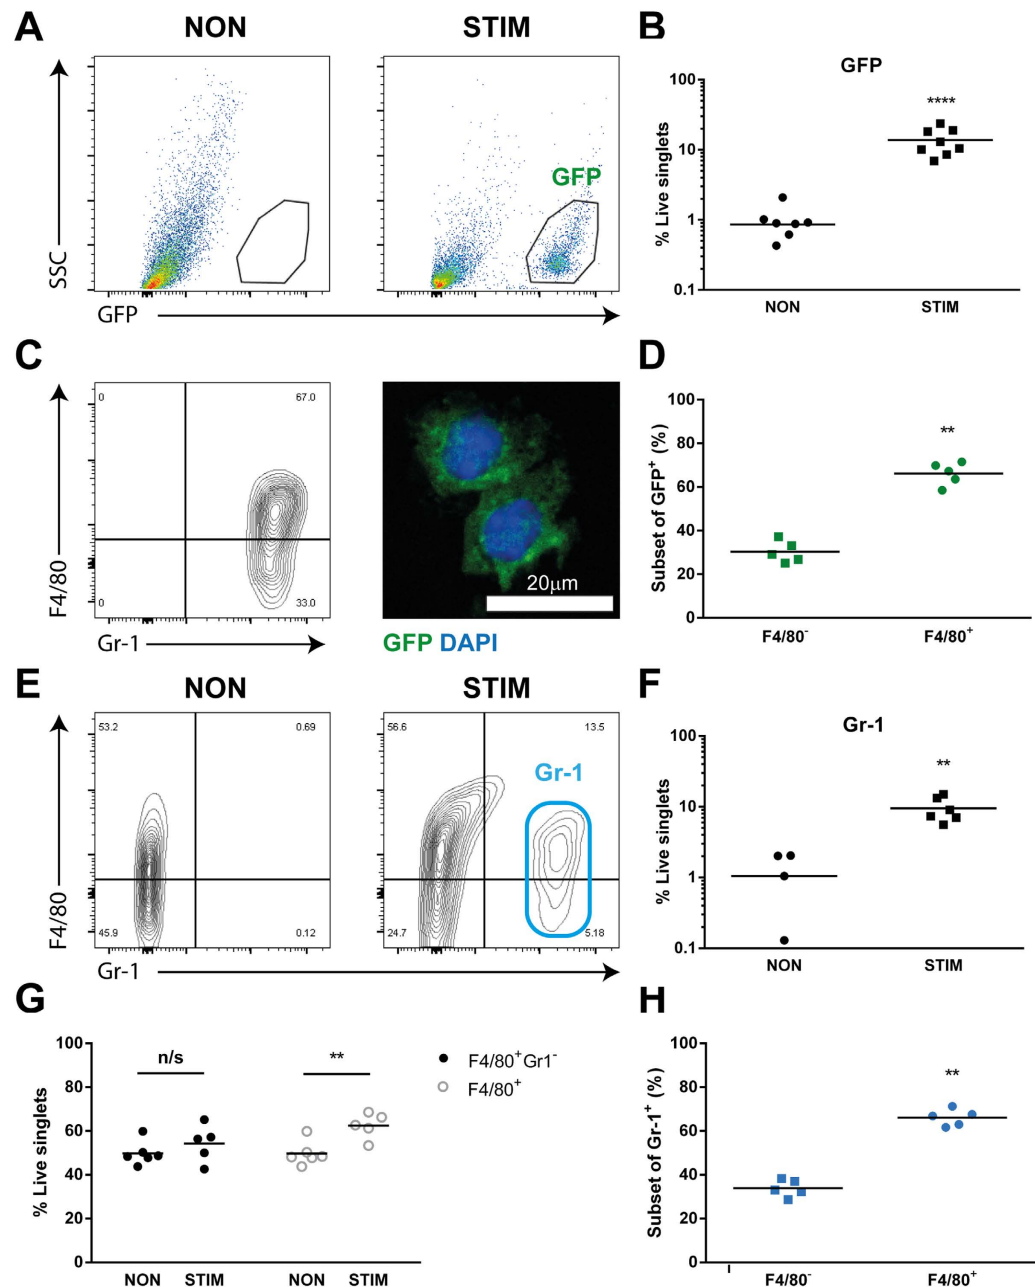 A
NON
STIM
SSC
GFP
GFP
B
GFP
% Live singlets
100
10
1
0.1
NON
STIM
****
C
F4/80
0
67.0
0
33.0
Gr-1
20µm
GFP DAPI
D
Subset of GFP+ (%)
100
80
60
40
20
0
**
F4/80-
F4/80+
E
NON
STIM
F4/80
53.2
0.69
45.9
0.12
56.6
13.5
Gr-1
24.7
5.18
Gr-1
F
Gr-1
% Live singlets
100
10
1
0.1
**
NON
STIM
G
% Live singlets
100
80
60
40
20
0
n/s
**
NON
STIM
NON
STIM
F4/80+Gr1-
F4/80+
H
Subset of Gr-1+ (%)
100
80
60
40
20
0
**
F4/80-
F4/80+